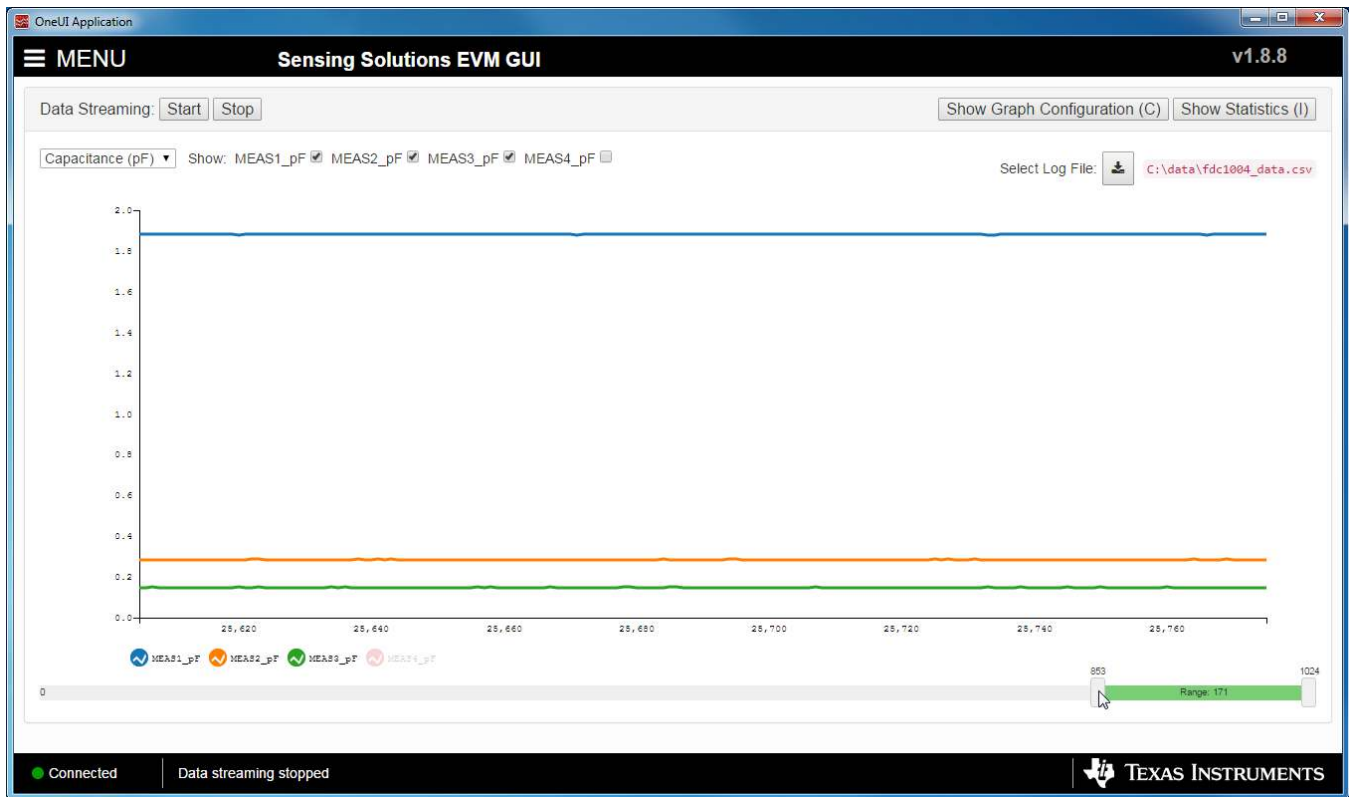 OneUI Application
MENU Sensing Solutions EVM GUI v1.8.8
Data Streaming: Start Stop Show Graph Configuration (C) Show Statistics (I)
Capacitance (pF) Show: MEAS1_pF MEAS2_pF MEAS3_pF MEAS4_pF
Select Log File: C:\data\fdc1004_data.csv
2.0
1.8
1.6
1.4
1.2
1.0
0.8
0.6
0.4
0.2
0.0
25,620 25,640 25,660 25,680 25,700 25,720 25,740 25,760
MEAS1_pF MEAS2_pF MEAS3_pF MEAS4_pF
853 1024
0 Range: 171
Connected Data streaming stopped TEXAS INSTRUMENTS